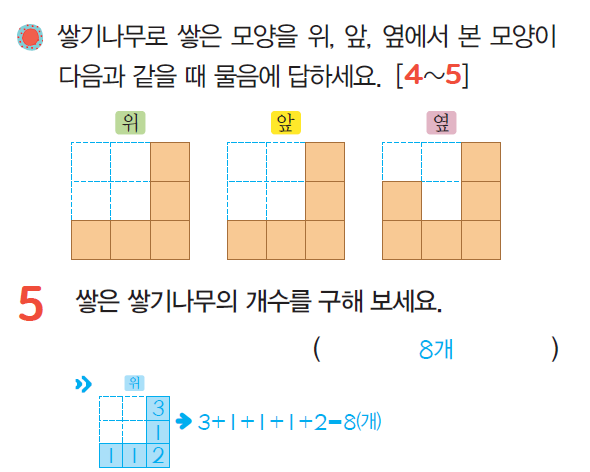 쌓기나무로 쌓은 모양을 위, 앞, 옆에서 본 모양이
다음과 같을 때 물음에 답하세요. [4~5]
위 앞 옆
5 쌓은 쌓기나무의 개수를 구해 보세요.
( 8개 )
위
3
1
1 1 2
3+1+1+1+2=8(개)